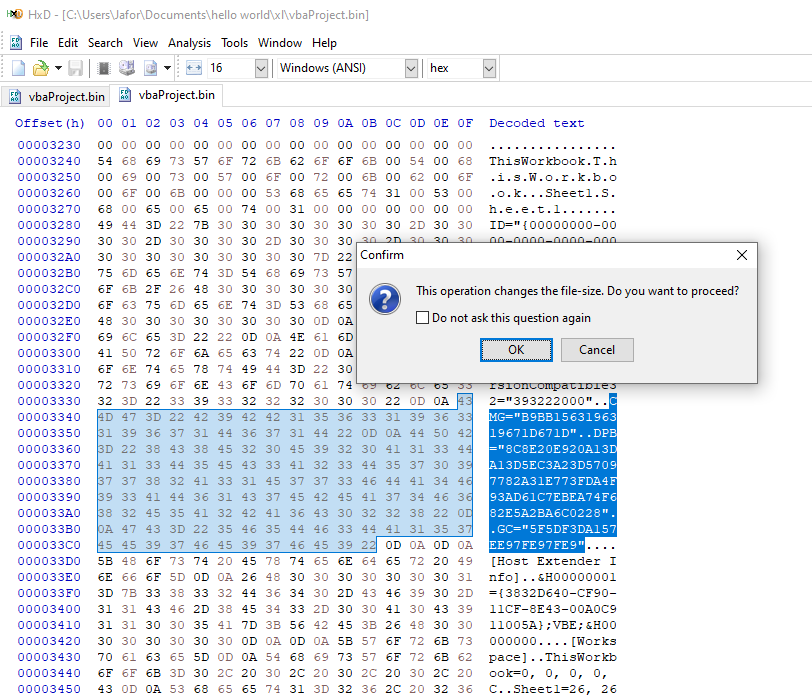 HxD - [C:\Users\Jafor\Documents\hello world\xl\vbaProject.bin]
File Edit Search View Analysis Tools Window Help
16 Windows (ANSI) hex
vbaProject.bin vbaProject.bin
Offset(h) 00 01 02 03 04 05 06 07 08 09 0A 0B 0C 0D 0E 0F Decoded text
00003230 00 00 00 00 00 00 00 00 00 00 00 00 00 00 00 00 ................
00003240 54 68 69 73 57 6F 72 6B 62 6F 6F 6B 00 54 00 68 ThisWorkbook.T.h
00003250 00 69 00 73 00 57 00 6F 00 72 00 6B 00 62 00 6F .i.s.W.o.r.k.b.o
00003260 00 6F 00 6B 00 00 00 53 68 65 65 74 31 00 53 00 .o.k...Sheet1.S.
00003270 68 00 65 00 65 00 74 00 31 00 00 00 00 00 00 00 h.e.e.t.1.......
00003280 49 44 3D 22 7B 30 30 30 30 30 30 30 30 2D 30 30 ID="{00000000-00
00003290 30 30 2D 30 30 30 30 2D 30 30 30 30 2D 30 30 30 00-0000-0000-000
000032A0 30 30 30 30 30 30 30 30 30 7D 22
000032B0 75 6D 65 6E 74 3D 54 68 69 73 57
000032C0 6F 6B 2F 26 48 30 30 30 30 30 30
000032D0 6F 63 75 6D 65 6E 74 3D 53 68 65
000032E0 48 30 30 30 30 30 30 30 30 0D 0A
000032F0 69 6C 65 3D 22 22 0D 0A 4E 61 6D
00003300 41 50 72 6F 6A 65 63 74 22 0D 0A
00003310 6F 6E 74 65 78 74 49 44 3D 22 30
00003320 72 73 69 6F 6E 43 6F 6D 70 61 74 69 62 6C 65 33 rsionCompatible3
00003330 32 3D 22 33 39 33 32 32 32 30 30 30 22 0D 0A 43 2="393222000"..C
00003340 4D 47 3D 22 42 39 42 42 31 35 36 33 31 39 36 33 MG="B9BB15631963
00003350 31 39 36 37 31 44 36 37 31 44 22 0D 0A 44 50 42 19671D671D"..DPB
00003360 3D 22 38 43 38 45 32 30 45 39 32 30 41 31 33 44 ="8C8E20E920A13D
00003370 41 31 33 44 35 45 43 33 41 32 33 44 35 37 30 39 A13D5EC3A23D5709
00003380 37 37 38 32 41 33 31 45 37 37 33 46 44 41 34 46 7782A31E773FDA4F
00003390 39 33 41 44 36 31 43 37 45 42 45 41 37 34 46 36 93AD61C7EBEA74F6
000033A0 38 32 45 35 41 32 42 41 36 43 30 32 32 38 22 0D 82E5A2BA6C0228".
000033B0 0A 47 43 3D 22 35 46 35 44 46 33 44 41 31 35 37 .GC="5F5DF3DA157
000033C0 45 45 39 37 46 45 39 37 46 45 39 22 0D 0A 0D 0A EE97FE97FE9"....
000033D0 5B 48 6F 73 74 20 45 78 74 65 6E 64 65 72 20 49 [Host Extender I
000033E0 6E 66 6F 5D 0D 0A 26 48 30 30 30 30 30 30 30 31 nfo]..&H00000001
000033F0 3D 7B 33 38 33 32 44 36 34 30 2D 43 46 39 30 2D ={3832D640-CF90-
00003400 31 31 43 46 2D 38 45 34 33 2D 30 30 41 30 43 39 11CF-8E43-00A0C9
00003410 31 31 30 30 35 41 7D 3B 56 42 45 3B 26 48 30 30 11005A};VBE;&H00
00003420 30 30 30 30 30 30 0D 0A 0D 0A 5B 57 6F 72 6B 73 000000....[Works
00003430 70 61 63 65 5D 0D 0A 54 68 69 73 57 6F 72 6B 62 pace]..ThisWorkb
00003440 6F 6F 6B 3D 30 2C 20 30 2C 20 30 2C 20 30 2C 20 ook=0, 0, 0, 0,
00003450 43 0D 0A 53 68 65 65 74 31 3D 32 36 2C 20 32 36 C..Sheet1=26, 26
Confirm
This operation changes the file-size. Do you want to proceed?
Do not ask this question again
OK Cancel